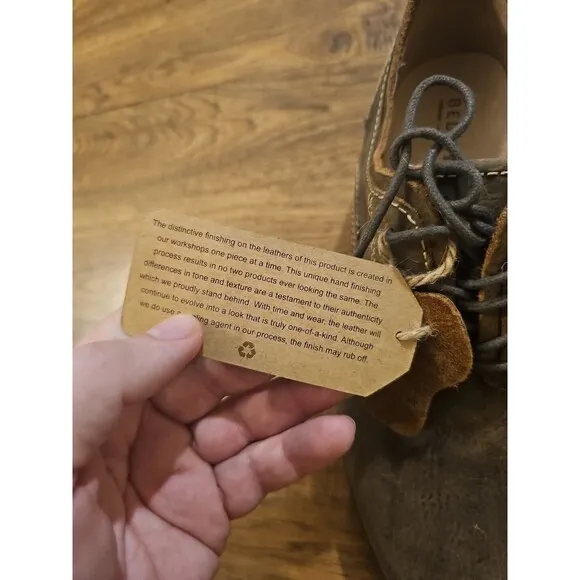 BED
The distinctive finishing on the leathers of this product is created in
our workshops one piece at a time. This unique hand finishing
process results in no two products ever looking the same. The
differences in tone and texture are a testament to their authenticity
which we proudly stand behind. With time and wear, the leather will
continue to evolve into a look that is truly one-of-a-kind. Although
we do use agent in our process, the finish may rub off.